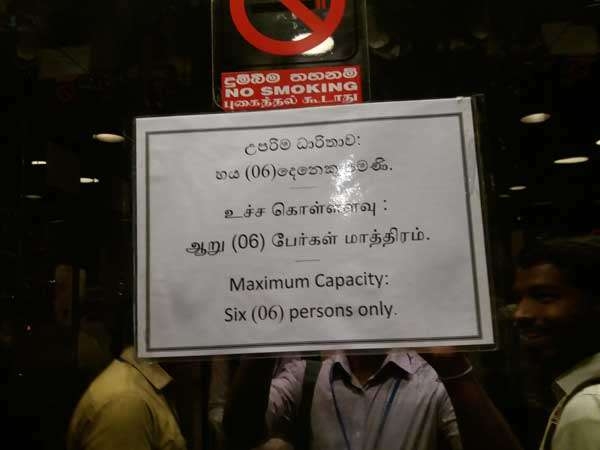 දුම්බීම තහනම්
NO SMOKING
புகைத்தல் கூடாது
උපරිම ධාරිතාව:
හය (06)දෙනෙකු පමණි.
உச்ச கொள்ளளவு :
ஆறு (06) பேர்கள் மாத்திரம்.
Maximum Capacity:
Six (06) persons only.